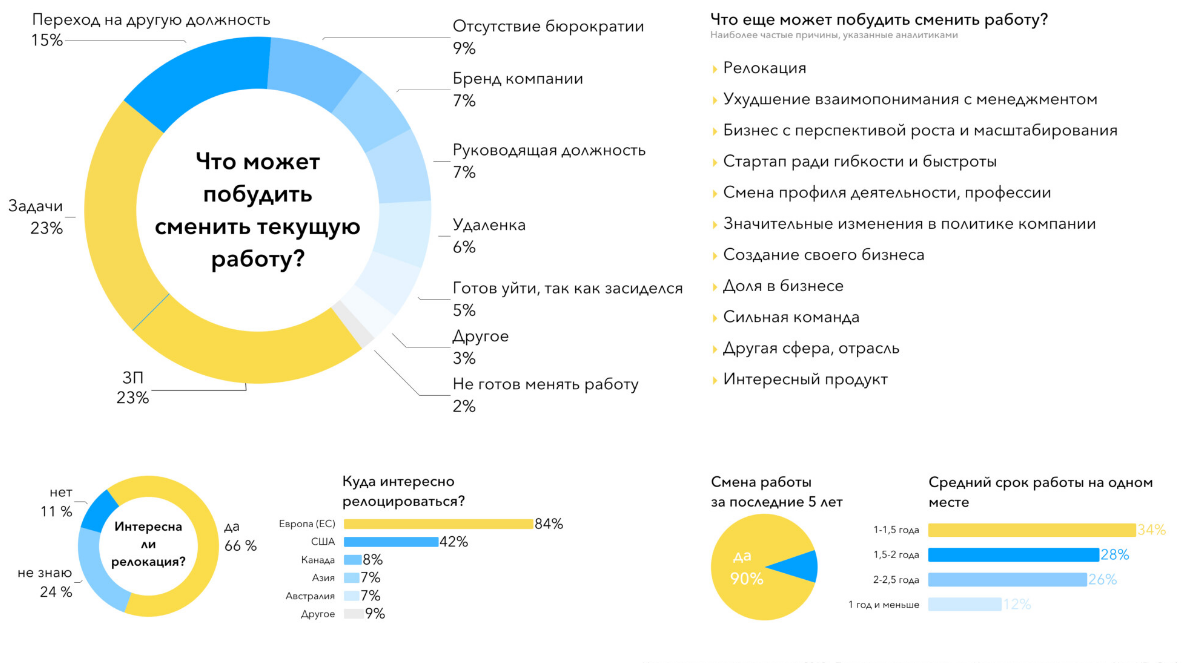 Переход на другую должность
15%
Отсутствие бюрократии
9%
Бренд компании
7%
Руководящая должность
7%
Удаленка
6%
Готов уйти, так как засиделся
5%
Другое
3%
Не готов менять работу
2%
Задачи
23%
ЗП
23%
Что может
побудить
сменить текущую
работу?
Что еще может побудить сменить работу?
Наиболее частые причины, указанные аналитиками
Релокация
Ухудшение взаимопонимания с менеджментом
Бизнес с перспективой роста и масштабирования
Стартап ради гибкости и быстроты
Смена профиля деятельности, профессии
Значительные изменения в политике компании
Создание своего бизнеса
Доля в бизнесе
Сильная команда
Другая сфера, отрасль
Интересный продукт
нет
11 %
не знаю
24 %
Интересна
ли
релокация?
да
66 %
Куда интересно
релоцироваться?
Европа (ЕС) 84%
США 42%
Канада 8%
Азия 7%
Австралия 7%
Другое 9%
Смена работы
за последние 5 лет
да
90%
Средний срок работы на одном
месте
1-1,5 года 34%
1,5-2 года 28%
2-2,5 года 26%
1 год и меньше 12%